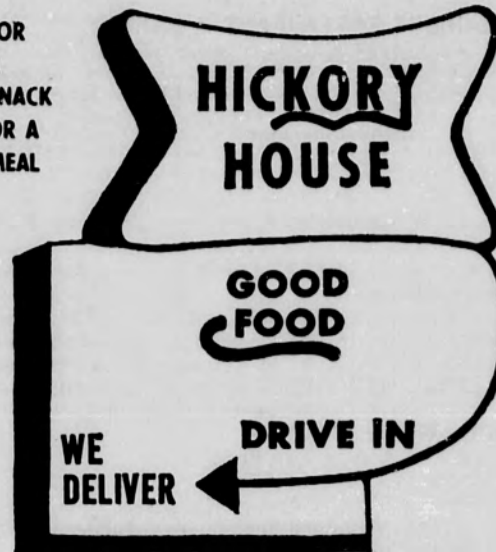 OR
NACK
OR A
MEAL
HICKORY
HOUSE
GOOD
FOOD
DRIVE IN
WE
DELIVER